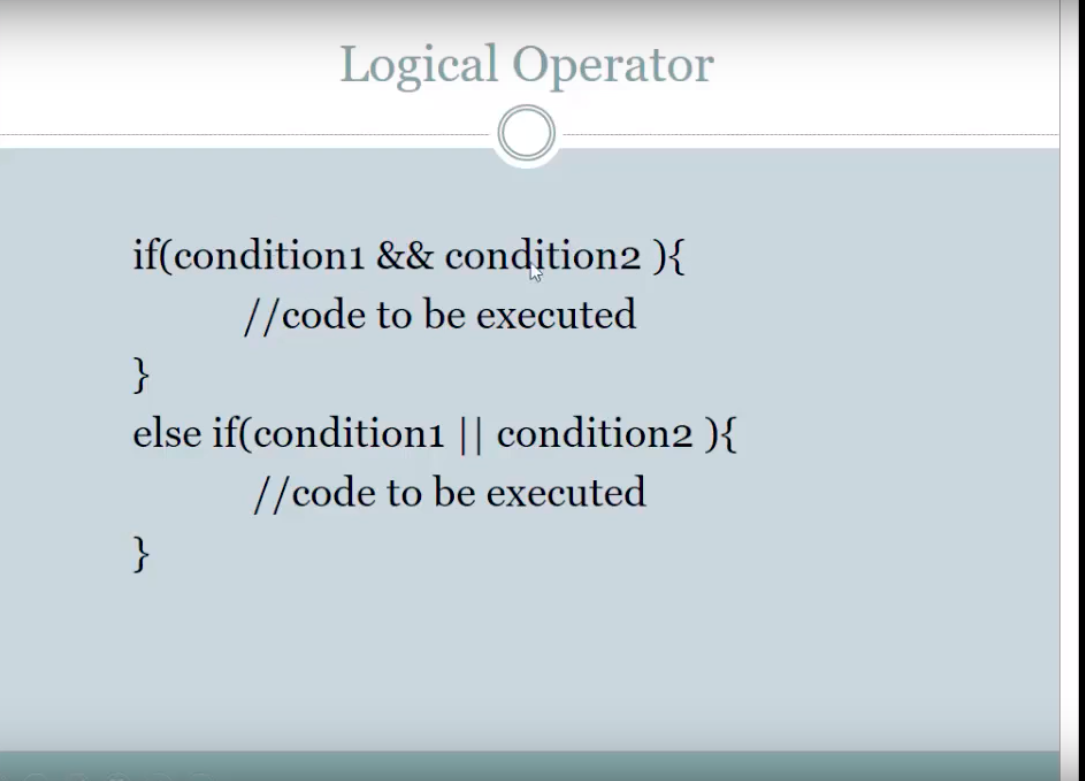 Logical Operator
if(condition1 && condition2 ){
//code to be executed
}
else if(condition1 || condition2 ){
//code to be executed
}